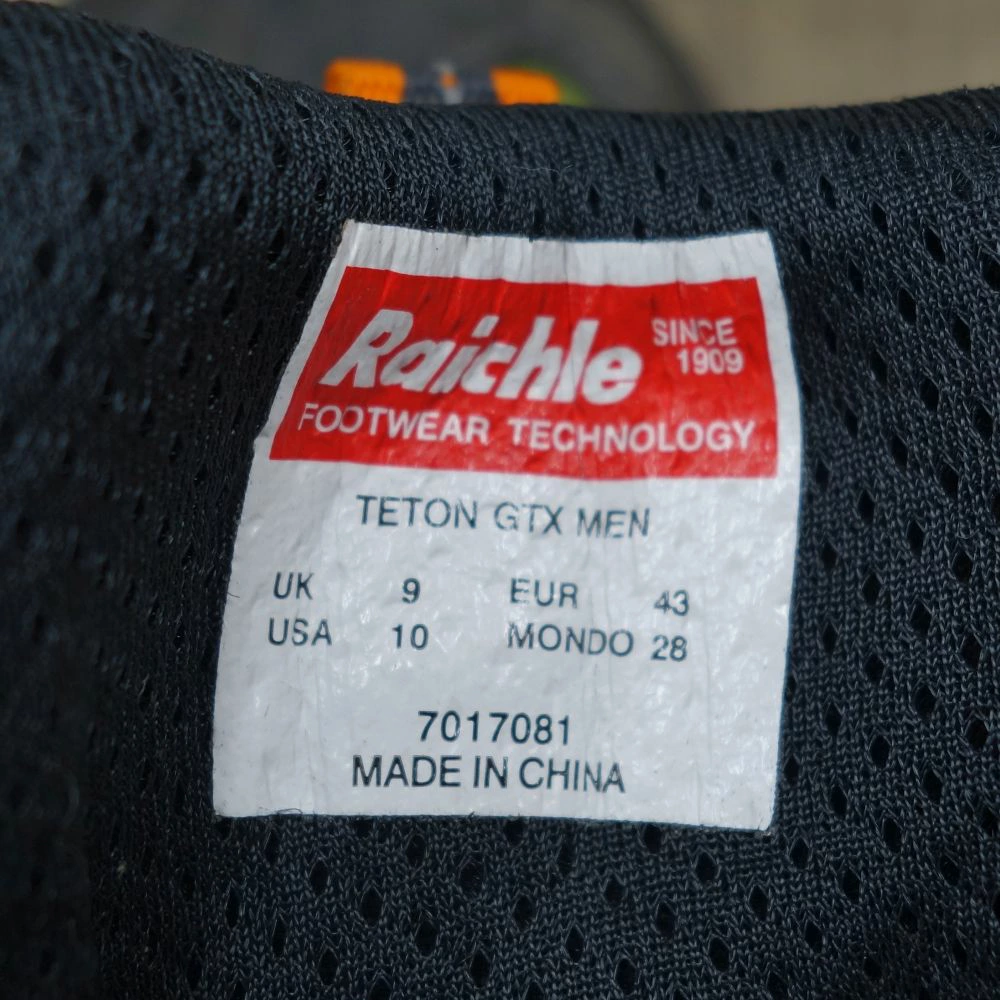 Raichle SINCE 1909
FOOTWEAR TECHNOLOGY
TETON GTX MEN
UK 9 EUR 43
USA 10 MONDO 28
7017081
MADE IN CHINA